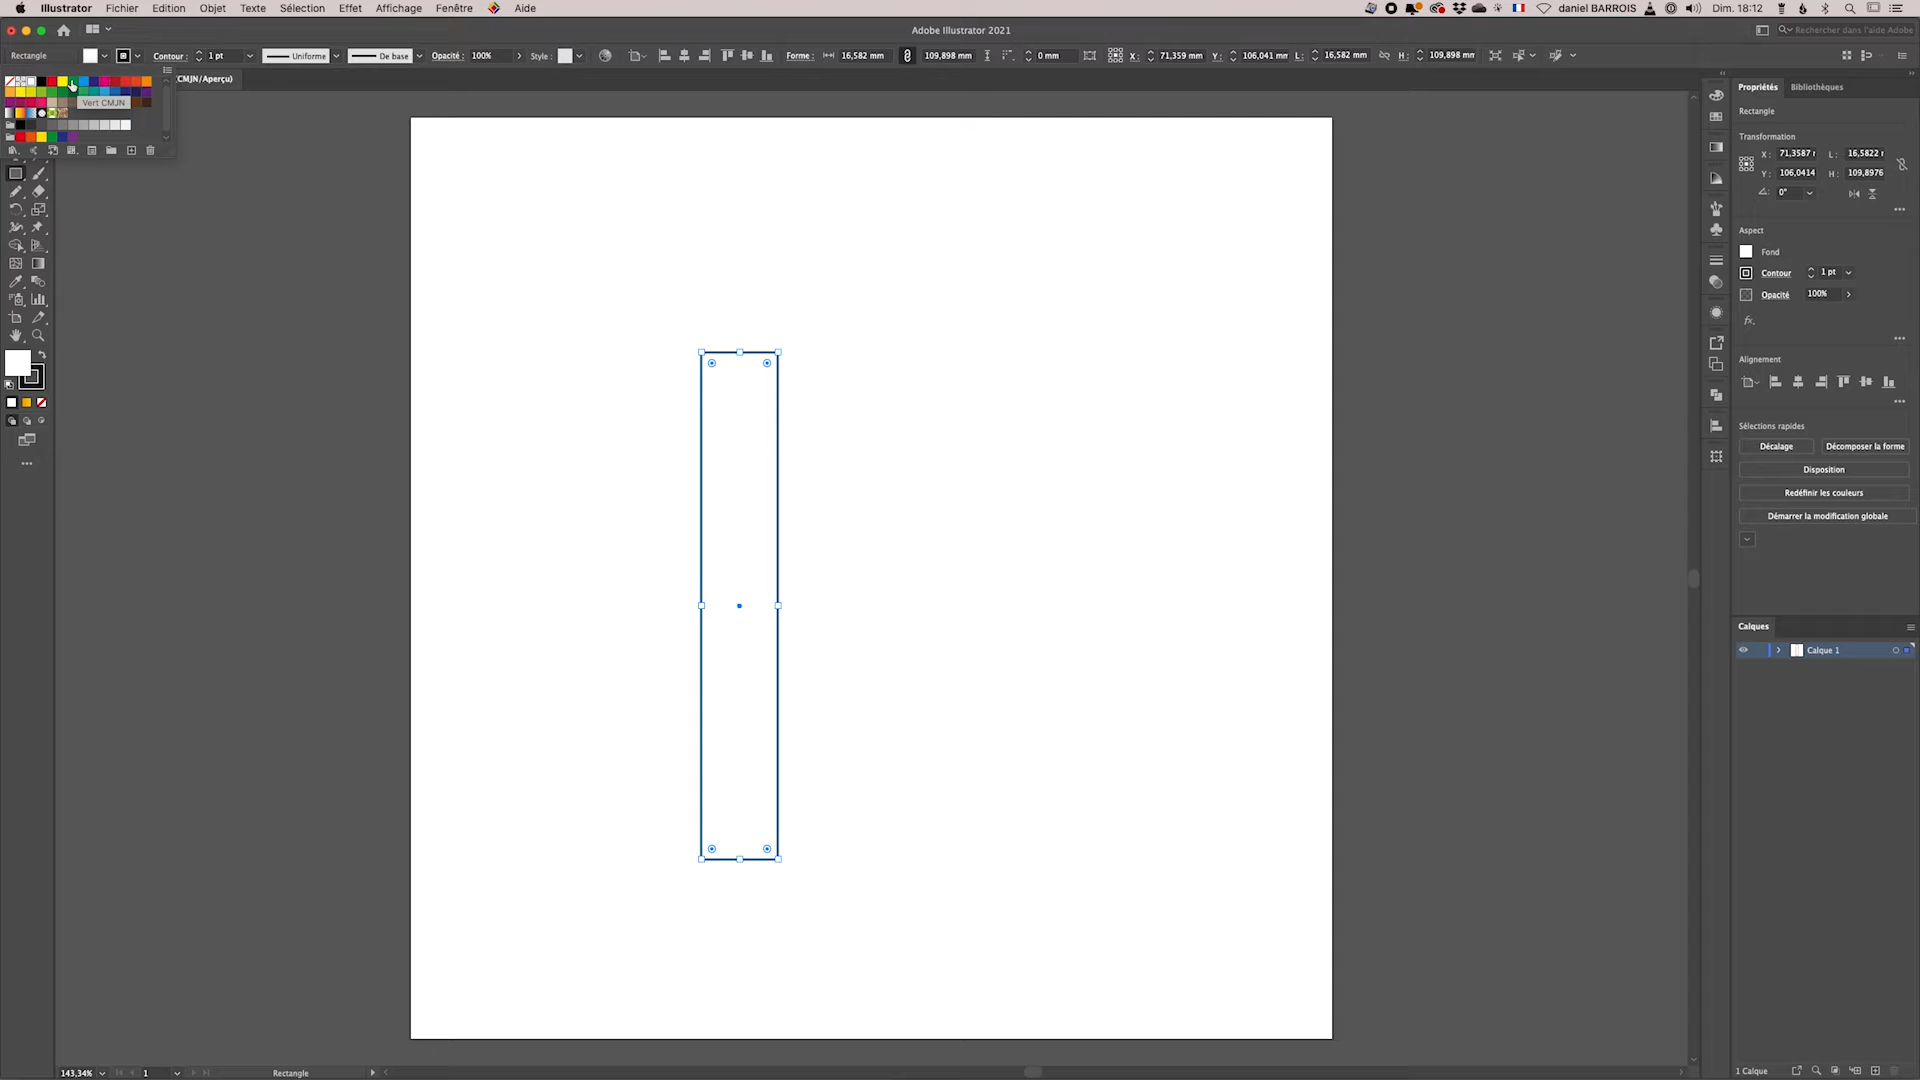 Illustrator Fichier Edition Objet Texte Sélection Effet Affichage Fenêtre Aide daniel BARROIS Dim. 18:12
Adobe Illustrator 2021 Rechercher dans l'aide Adobe
Rectangle Contour : 1 pt Uniforme De base Opacité : 100% Style : Forme : 16,582 mm 109,898 mm 0 mm X: 71,359 mm Y: 106,041 mm L: 16,582 mm H: 109,898 mm
CMJN/Aperçu)
Vert CMJN
Propriétés Bibliothèques
Rectangle
Transformation
X : 71,3587 L : 16,5822
Y : 106,0414 H : 109,8976
0°
Aspect
Fond
Contour 1 pt
Opacité 100%
fx.
Alignement
Sélections rapides
Décalage Décomposer la forme
Disposition
Redéfinir les couleurs
Démarrer la modification globale
Calques
Calque 1
143,34% 1 Rectangle 1 Calque